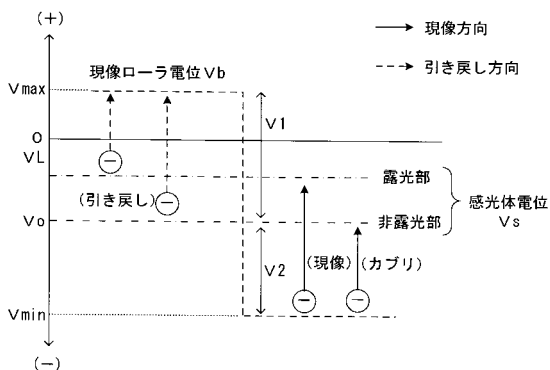 (+)
現像方向
引き戻し方向
現像ローラ電位Vb
Vmax
V1
0
VL
露光部
(引き戻し)
感光体電位
Vs
Vo
非露光部
V2
(現像)
(カブリ)
Vmin
(−)